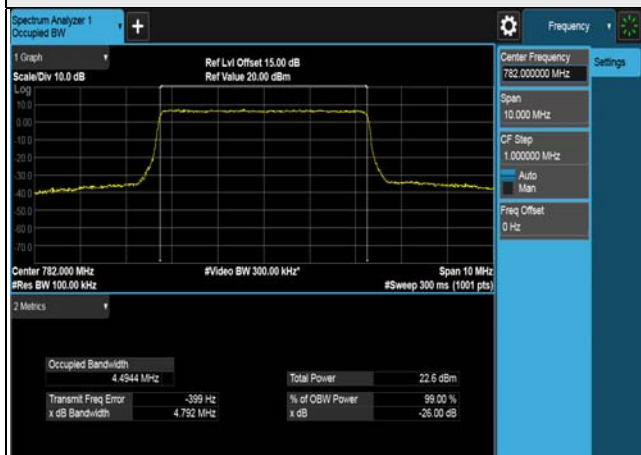 Spectrum Analyzer 1
Occupied BW
+
Frequency
1 Graph
Scale/Div 10.0 dB
Ref Lvl Offset 15.00 dB
Ref Value 20.00 dBm
Log
10.0
0.00
-10.0
-20.0
-30.0
-40.0
-50.0
-60.0
-70.0
Center 782.000 MHz
#Res BW 100.00 kHz
#Video BW 300.00 kHz*
Span 10 MHz
#Sweep 300 ms (1001 pts)
2 Metrics
Occupied Bandwidth
4.4944 MHz
Transmit Freq Error -399 Hz
x dB Bandwidth 4.792 MHz
Total Power 22.6 dBm
% of OBW Power 99.00 %
x dB -26.00 dB
Center Frequency
782.000000 MHz
Span
10.000 MHz
CF Step
1.000000 MHz
Auto
Man
Freq Offset
0 Hz
Settings